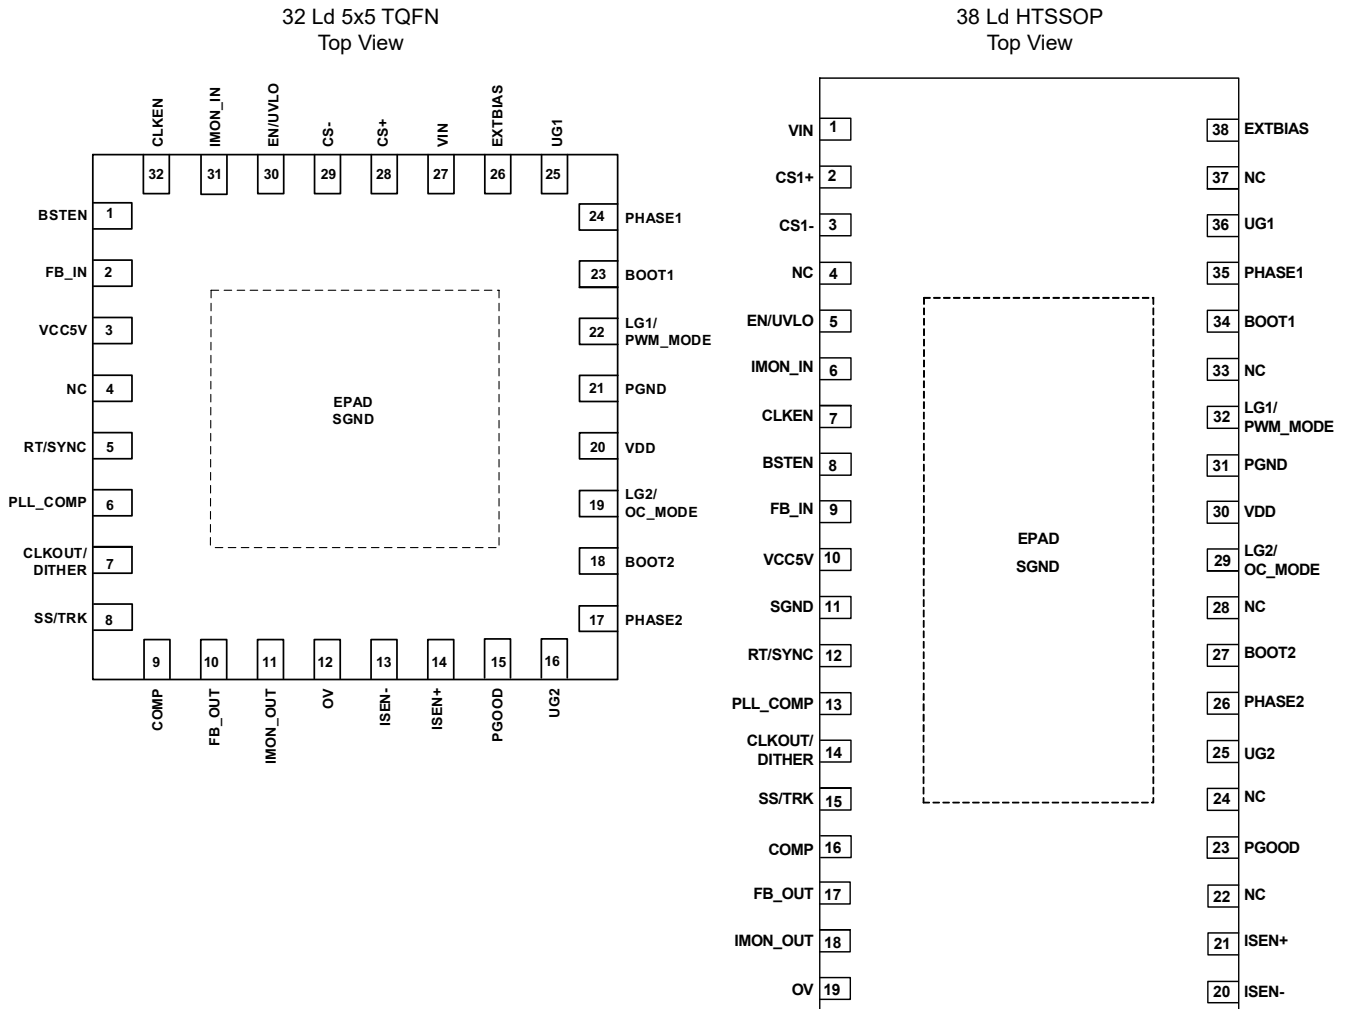 32 Ld 5x5 TQFN
Top View
CLKEN
IMON_IN
EN/UVLO
CS-
CS+
VIN
EXTBIAS
UG1
32
31
30
29
28
27
26
25
BSTEN 1
FB_IN 2
VCC5V 3
NC 4
RT/SYNC 5
PLL_COMP 6
CLKOUT/
DITHER 7
SS/TRK 8
EPAD
SGND
24 PHASE1
23 BOOT1
22 LG1/
PWM_MODE
21 PGND
20 VDD
19 LG2/
OC_MODE
18 BOOT2
17 PHASE2
9
10
11
12
13
14
15
16
COMP
FB_OUT
IMON_OUT
OV
ISEN-
ISEN+
PGOOD
UG2
38 Ld HTSSOP
Top View
VIN 1
CS1+ 2
CS1- 3
NC 4
EN/UVLO 5
IMON_IN 6
CLKEN 7
BSTEN 8
FB_IN 9
VCC5V 10
SGND 11
RT/SYNC 12
PLL_COMP 13
CLKOUT/
DITHER 14
SS/TRK 15
COMP 16
FB_OUT 17
IMON_OUT 18
OV 19
EPAD
SGND
38 EXTBIAS
37 NC
36 UG1
35 PHASE1
34 BOOT1
33 NC
32 LG1/
PWM_MODE
31 PGND
30 VDD
29 LG2/
OC_MODE
28 NC
27 BOOT2
26 PHASE2
25 UG2
24 NC
23 PGOOD
22 NC
21 ISEN+
20 ISEN-